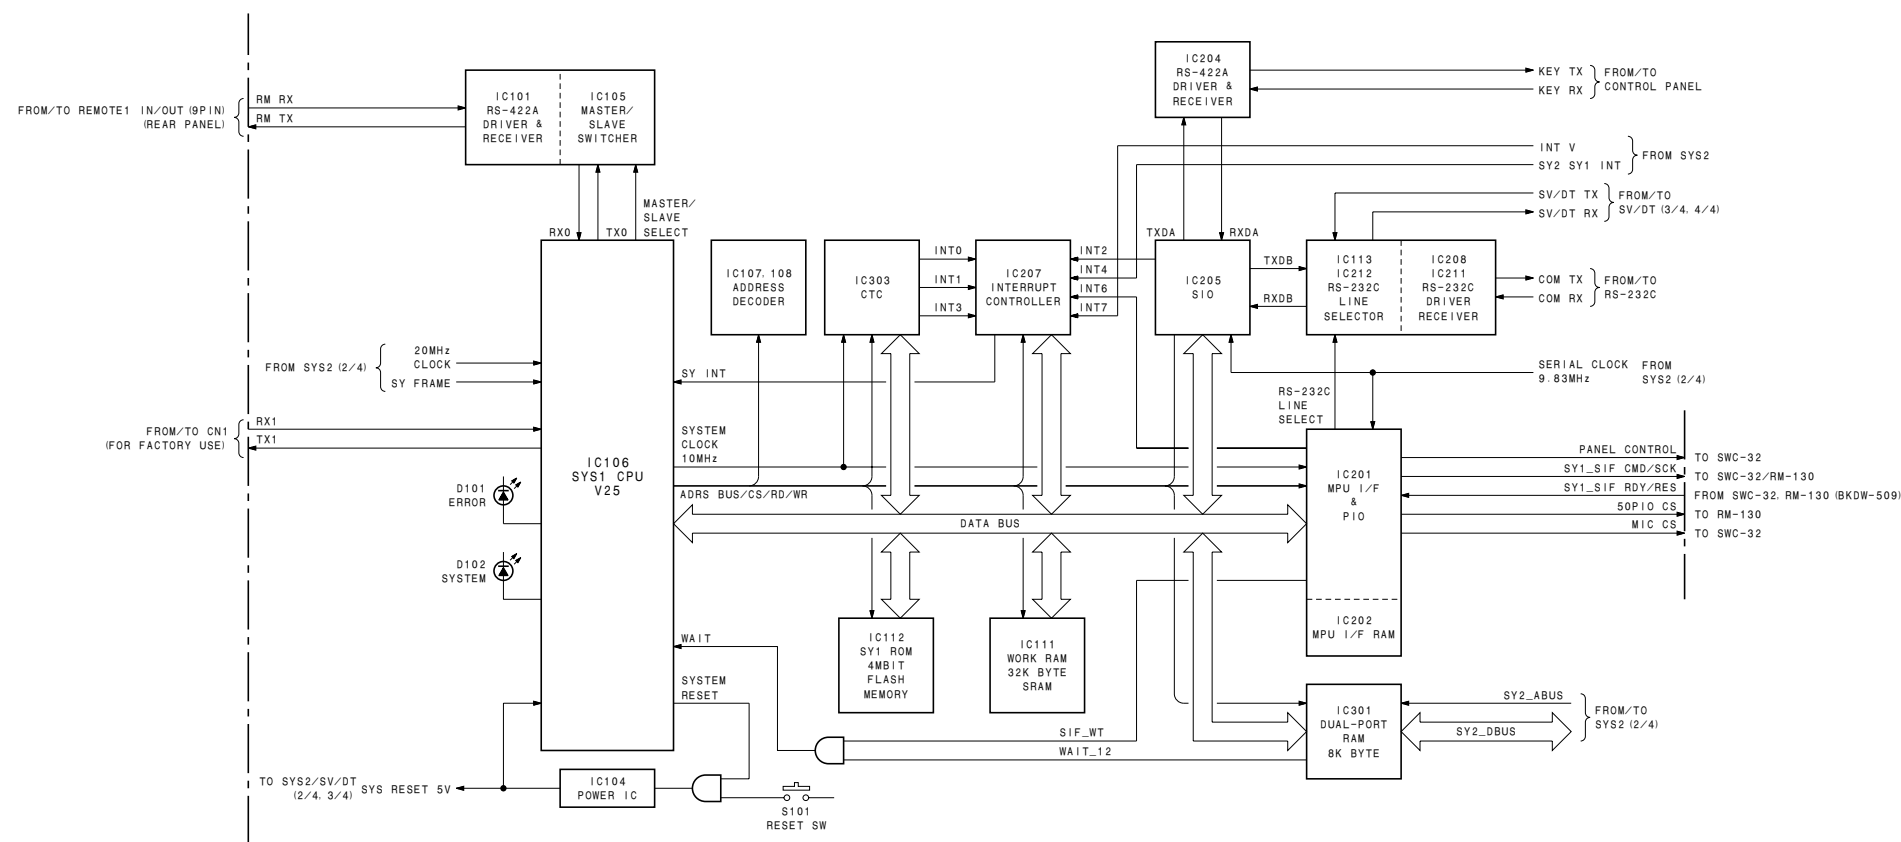 FROM/TO REMOTE1 IN/OUT (9PIN)
(REAR PANEL)
RM RX
RM TX
IC101
RS-422A
DRIVER &
RECEIVER
IC105
MASTER/
SLAVE
SWITCHER
RX0
TX0
MASTER/
SLAVE
SELECT
IC204
RS-422A
DRIVER &
RECEIVER
KEY TX
KEY RX
FROM/TO
CONTROL PANEL
INT V
SY2 SY1 INT
FROM SYS2
SV/DT TX
SV/DT RX
FROM/TO
SV/DT (3/4, 4/4)
IC107, 108
ADDRESS
DECODER
IC303
CTC
INT0
INT1
INT3
IC207
INTERRUPT
CONTROLLER
INT2
INT4
INT6
INT7
TXDA
RXDA
IC205
SIO
TXDB
RXDB
IC113
IC212
RS-232C
LINE
SELECTOR
IC208
IC211
RS-232C
DRIVER
RECEIVER
COM TX
COM RX
FROM/TO
RS-232C
FROM SYS2 (2/4)
20MHz
CLOCK
SY FRAME
SY INT
SERIAL CLOCK
9.83MHz
FROM
SYS2 (2/4)
RS-232C
LINE
SELECT
FROM/TO CN1
(FOR FACTORY USE)
RX1
TX1
IC106
SYS1 CPU
V25
SYSTEM
CLOCK
10MHz
ADRS BUS/CS/RD/WR
DATA BUS
D101
ERROR
D102
SYSTEM
IC201
MPU I/F
&
PIO
IC202
MPU I/F RAM
PANEL CONTROL
SY1_SIF CMD/SCK
SY1_SIF RDY/RES
50PIO CS
MIC CS
TO SWC-32
TO SWC-32/RM-130
FROM SWC-32, RM-130 (BKDW-509)
TO RM-130
TO SWC-32
WAIT
SYSTEM
RESET
IC112
SY1 ROM
4MBIT
FLASH
MEMORY
IC111
WORK RAM
32K BYTE
SRAM
SIF_WT
WAIT_12
IC301
DUAL-PORT
RAM
8K BYTE
SY2_ABUS
SY2_DBUS
FROM/TO
SYS2 (2/4)
TO SYS2/SV/DT
(2/4, 3/4)
SYS RESET 5V
IC104
POWER IC
S101
RESET SW